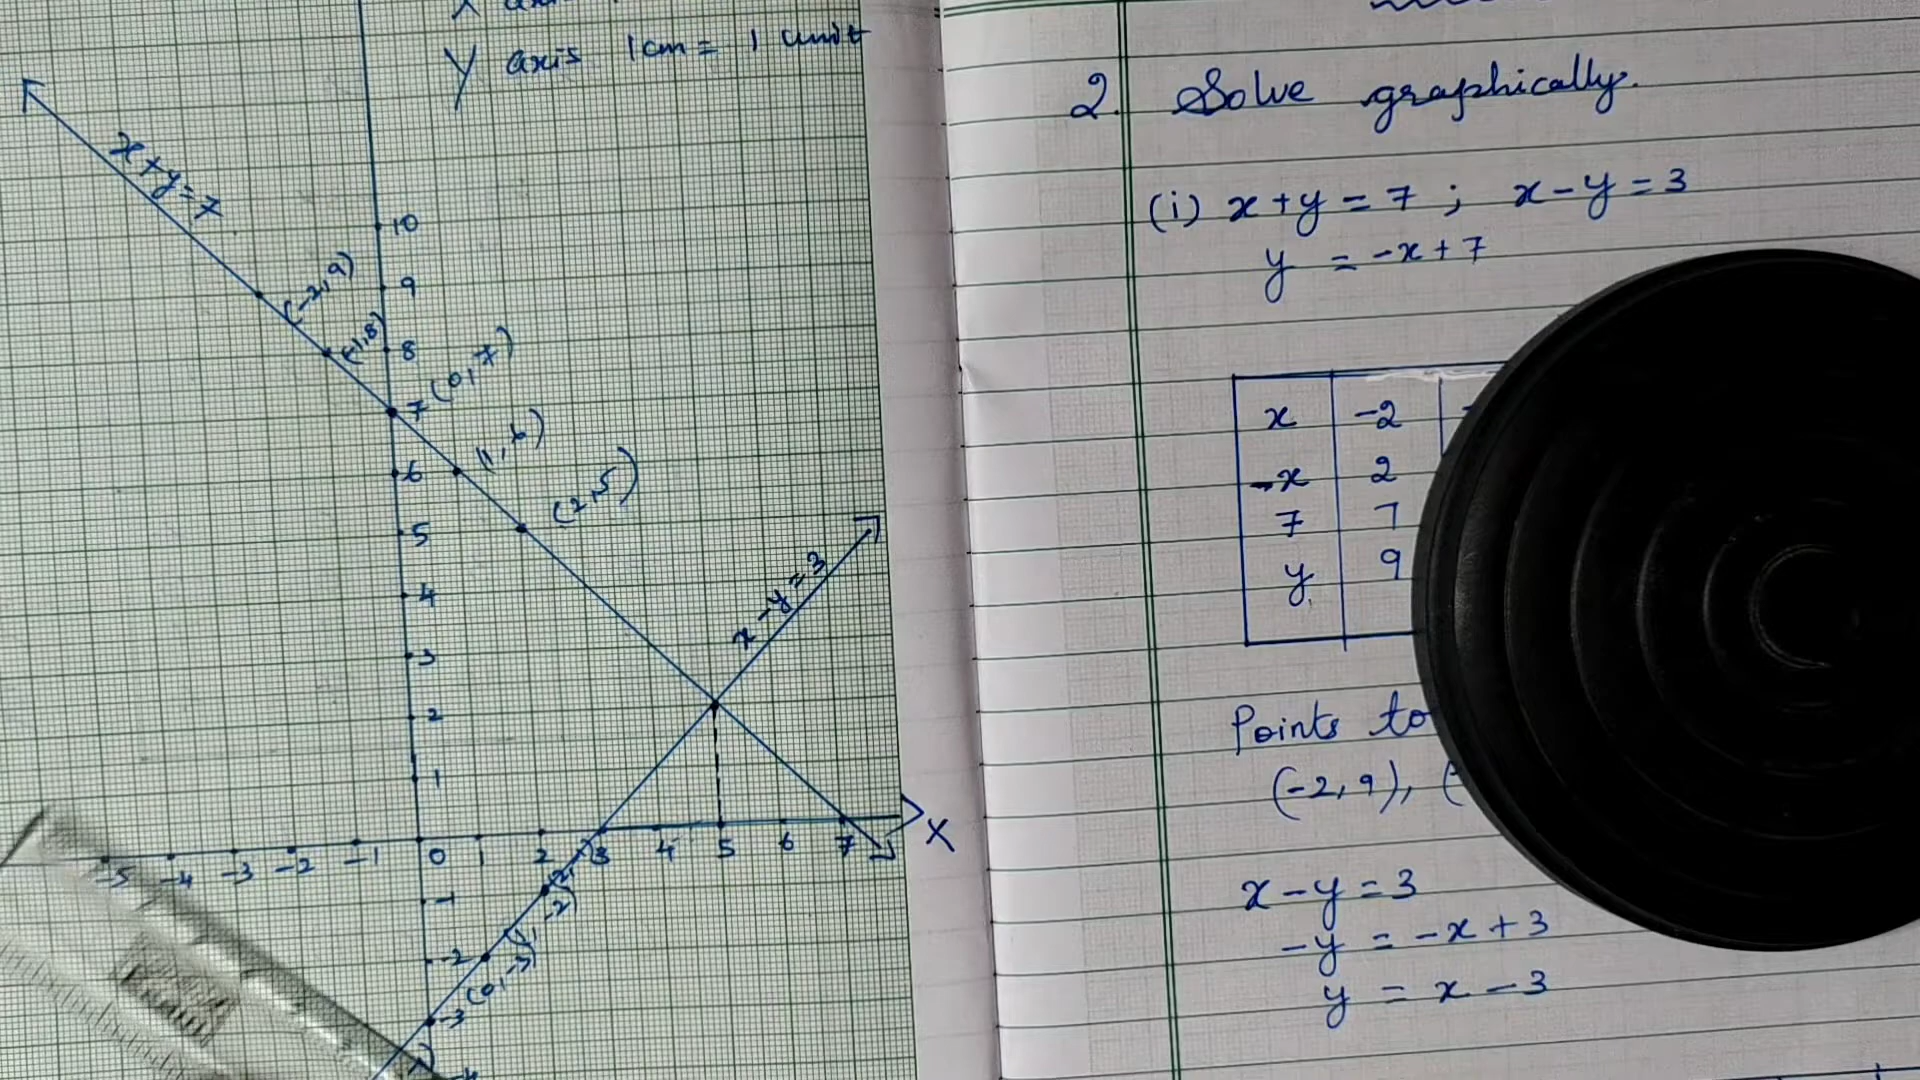 X
Y axis 1cm = 1 unit
x+y=7
10
(-2,9)
9
(-1,8)
8
(0,7)
7
(1,6)
6
(2,5)
5
x-y=3
4
3
2
1
X
-5 -4 -3 -2 -1 0 1 2 3 4 5 6 7
-1
-2
-3
-4
2. Solve graphically.
(i) x+y = 7 ; x-y = 3
y = -x+7
x -2
-x 2
7 7
y 9
Points to
(-2,9), (
x-y = 3
-y = -x+3
y = x-3